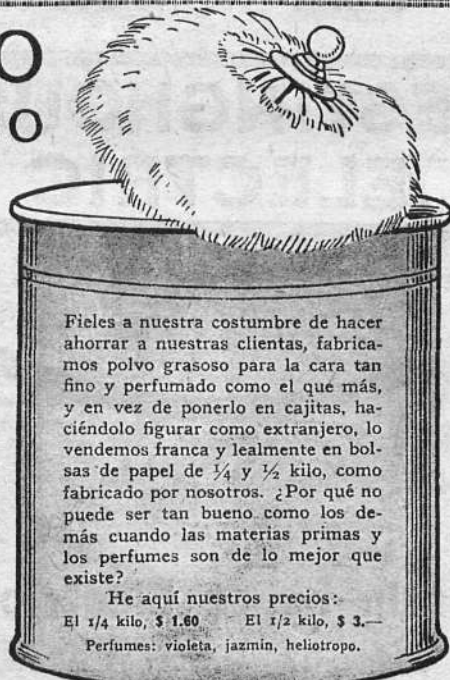 O
O
Fieles a nuestra costumbre de hacer
ahorrar a nuestras clientas, fabrica-
mos polvo grasoso para la cara tan
fino y perfumado como el que más,
y en vez de ponerlo en cajitas, ha-
ciéndolo figurar como extranjero, lo
vendemos franca y lealmente en bol-
sas de papel de ¼ y ½ kilo, como
fabricado por nosotros. ¿Por qué no
puede ser tan bueno como los de-
más cuando las materias primas y
los perfumes son de lo mejor que
existe?
He aquí nuestros precios:
El 1/4 kilo, $ 1.60 El 1/2 kilo, $ 3.—
Perfumes: violeta, jazmín, heliotropo.